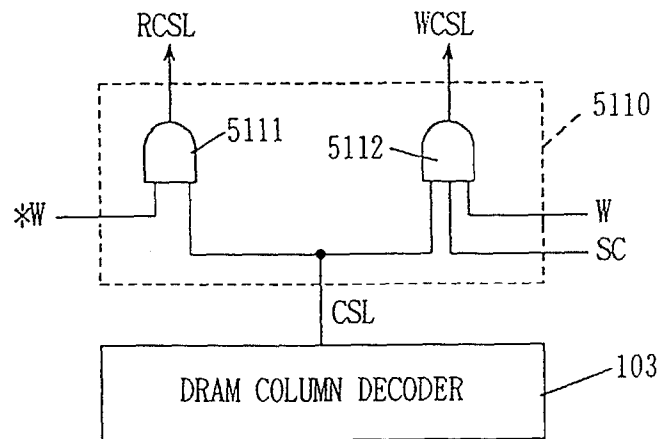 RCSL WCSL
5111 5112 5110
※W W
SC
CSL
DRAM COLUMN DECODER 103